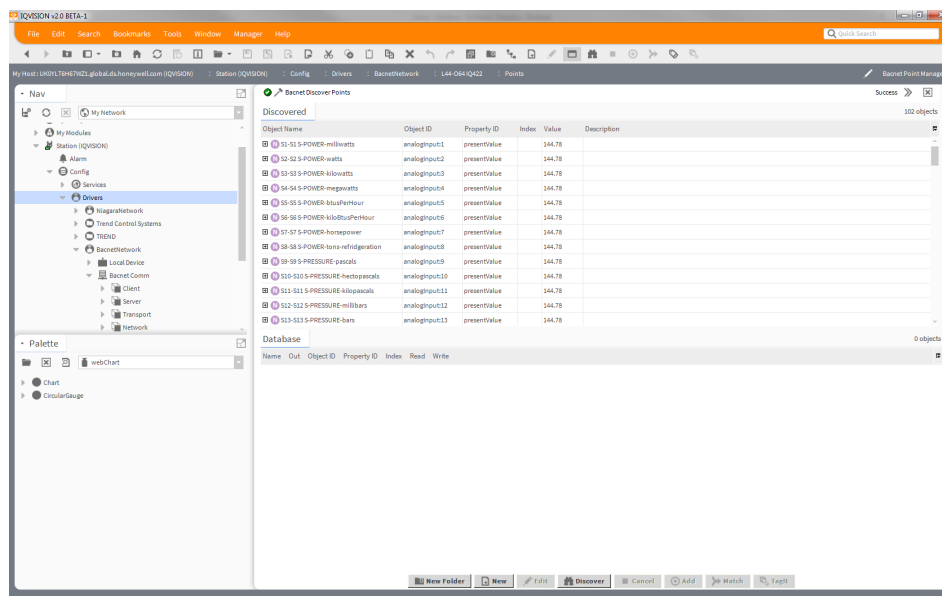 IQVISION v2.0 BETA-1
File Edit Search Bookmarks Tools Window Manager Help
Quick Search
My Host : UK0YLT6H67WZ1.global.ds.honeywell.com (IQVISION) : Station (IQVISION) : Config : Drivers : BacnetNetwork : L44-O64 IQ422 : Points
Bacnet Point Manage
Nav
My Network
My Modules
Station (IQVISION)
Alarm
Config
Services
Drivers
NiagaraNetwork
Trend Control Systems
TREND
BacnetNetwork
Local Device
Bacnet Comm
Client
Server
Transport
Network
Palette
webChart
Chart
CircularGauge
Bacnet Discover Points
Success
Discovered
102 objects
Object Name Object ID Property ID Index Value Description
N S1-S1 S-POWER-milliwatts analogInput:1 presentValue 144.78
N S2-S2 S-POWER-watts analogInput:2 presentValue 144.78
N S3-S3 S-POWER-kilowatts analogInput:3 presentValue 144.78
N S4-S4 S-POWER-megawatts analogInput:4 presentValue 144.78
N S5-S5 S-POWER-btusPerHour analogInput:5 presentValue 144.78
N S6-S6 S-POWER-kiloBtusPerHour analogInput:6 presentValue 144.78
N S7-S7 S-POWER-horsepower analogInput:7 presentValue 144.78
N S8-S8 S-POWER-tons-refridgeration analogInput:8 presentValue 144.78
N S9-S9 S-PRESSURE-pascals analogInput:9 presentValue 144.78
N S10-S10 S-PRESSURE-hectopascals analogInput:10 presentValue 144.78
N S11-S11 S-PRESSURE-kilopascals analogInput:11 presentValue 144.78
N S12-S12 S-PRESSURE-millibars analogInput:12 presentValue 144.78
N S13-S13 S-PRESSURE-bars analogInput:13 presentValue 144.78
Database
0 objects
Name Out Object ID Property ID Index Read Write
New Folder New Edit Discover Cancel Add Match TagIt